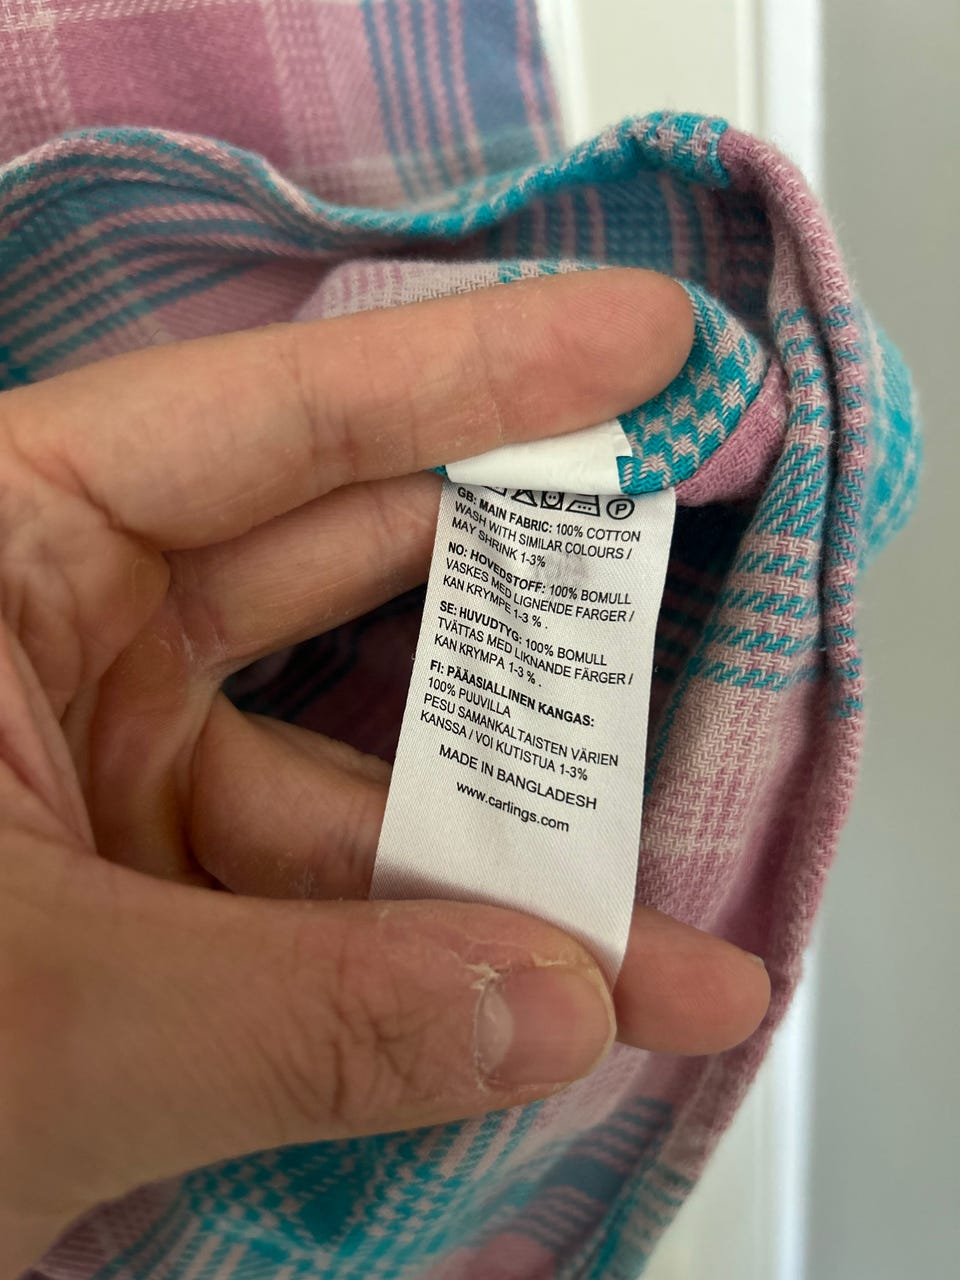 P
GB: MAIN FABRIC: 100% COTTON
WASH WITH SIMILAR COLOURS /
MAY SHRINK 1-3%
NO: HOVEDSTOFF: 100% BOMULL
VASKES MED LIGNENDE FARGER /
KAN KRYMPE 1-3 % .
SE: HUVUDTYG: 100% BOMULL
TVÄTTAS MED LIKNANDE FÄRGER /
KAN KRYMPA 1-3 % .
FI: PÄÄASIALLINEN KANGAS:
100% PUUVILLA
PESU SAMANKALTAISTEN VÄRIEN
KANSSA / VOI KUTISTUA 1-3%
MADE IN BANGLADESH
www.carlings.com